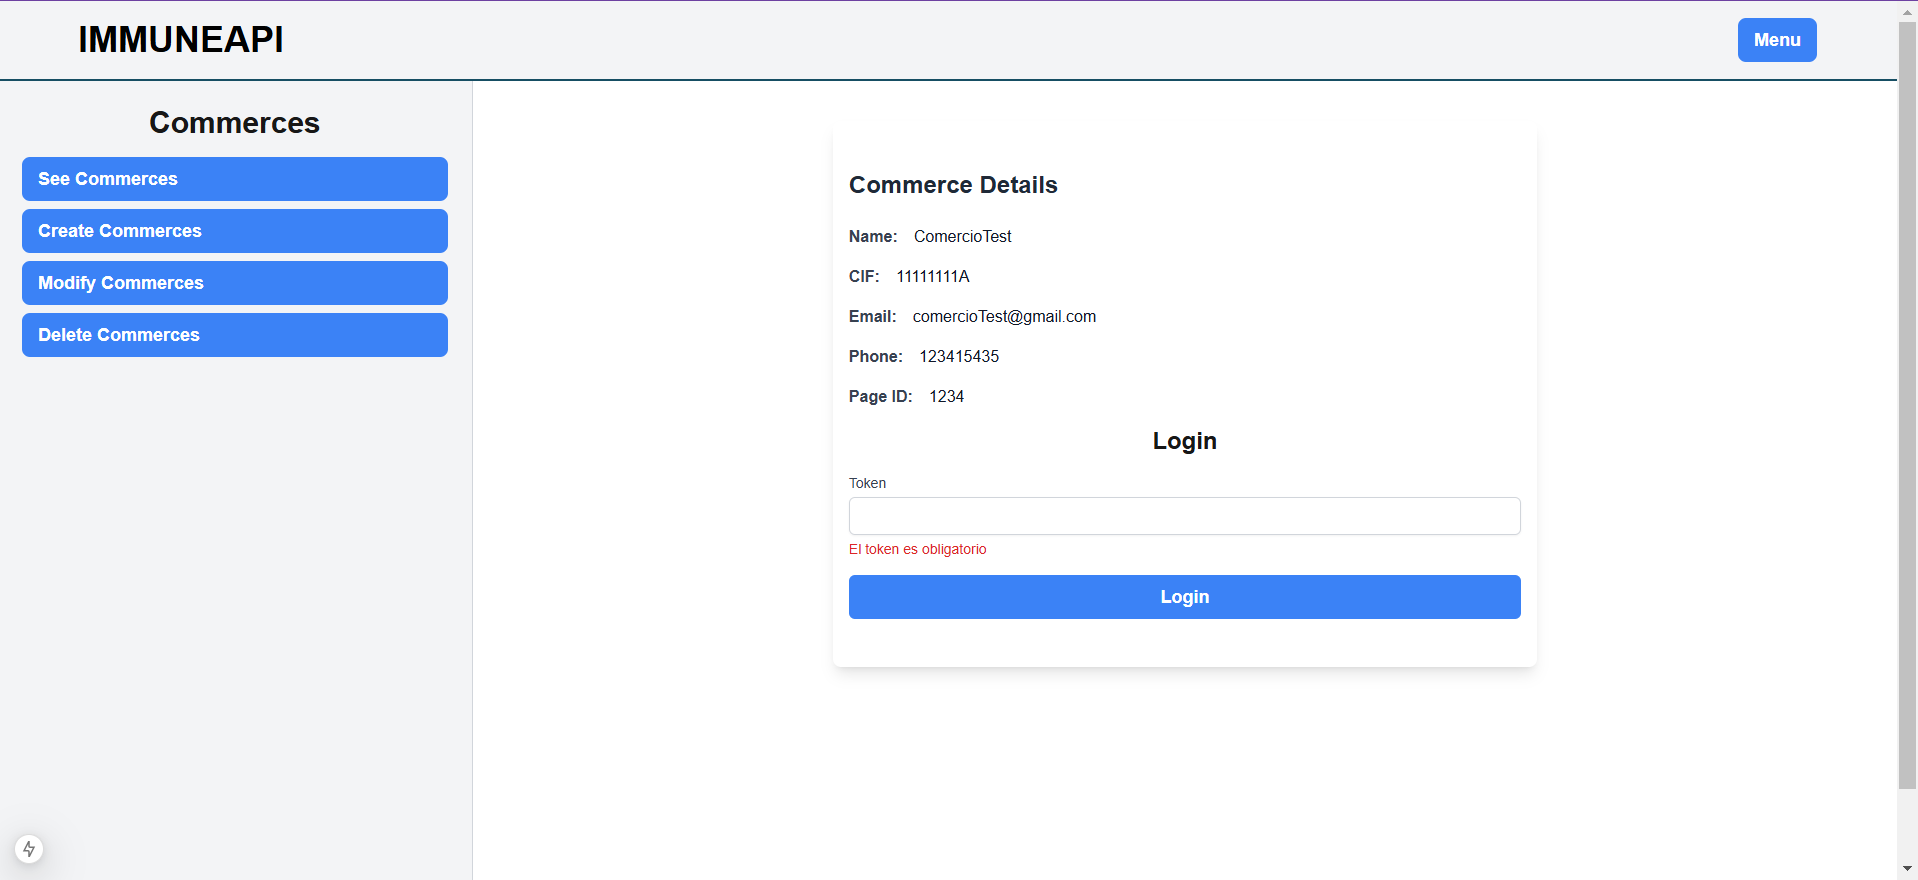 IMMUNEAPI
Menu
Commerces
See Commerces
Create Commerces
Modify Commerces
Delete Commerces
Commerce Details
Name: ComercioTest
CIF: 11111111A
Email: comercioTest@gmail.com
Phone: 123415435
Page ID: 1234
Login
Token
El token es obligatorio
Login